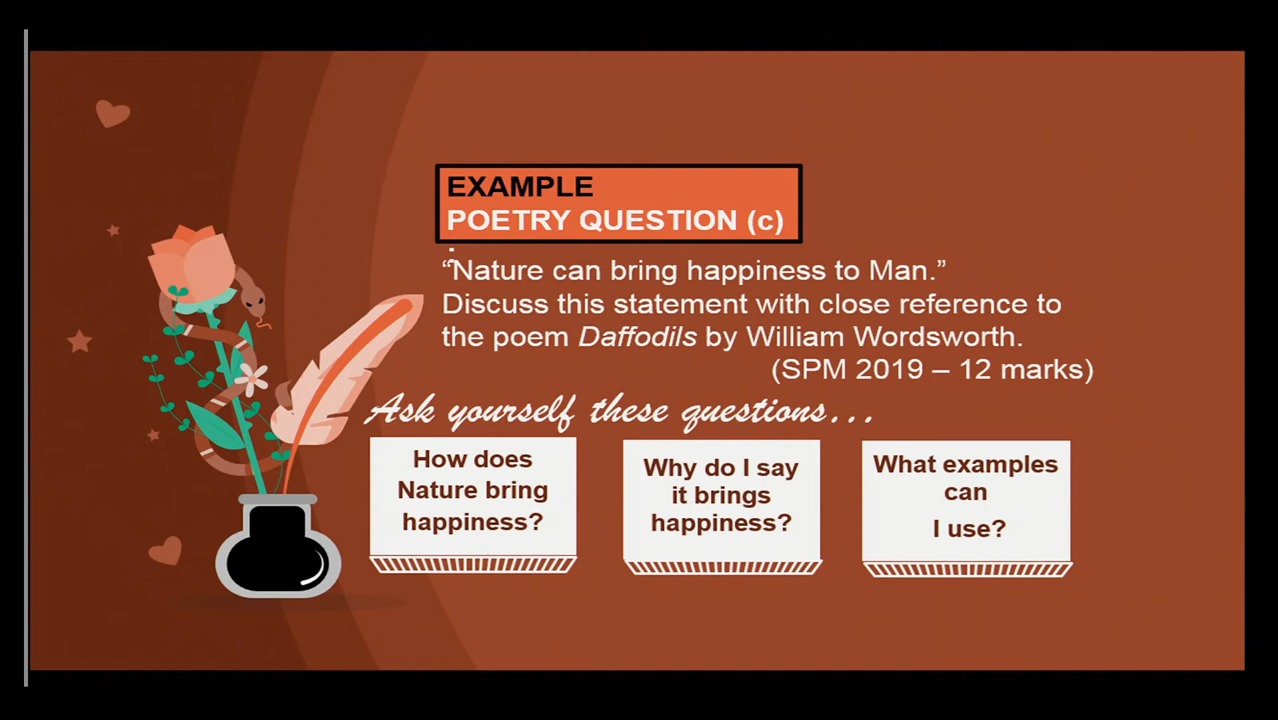 EXAMPLE
POETRY QUESTION (c)
:
“Nature can bring happiness to Man.”
Discuss this statement with close reference to
the poem Daffodils by William Wordsworth.
(SPM 2019 – 12 marks)
Ask yourself these questions...
How does
Nature bring
happiness?
Why do I say
it brings
happiness?
What examples
can
I use?